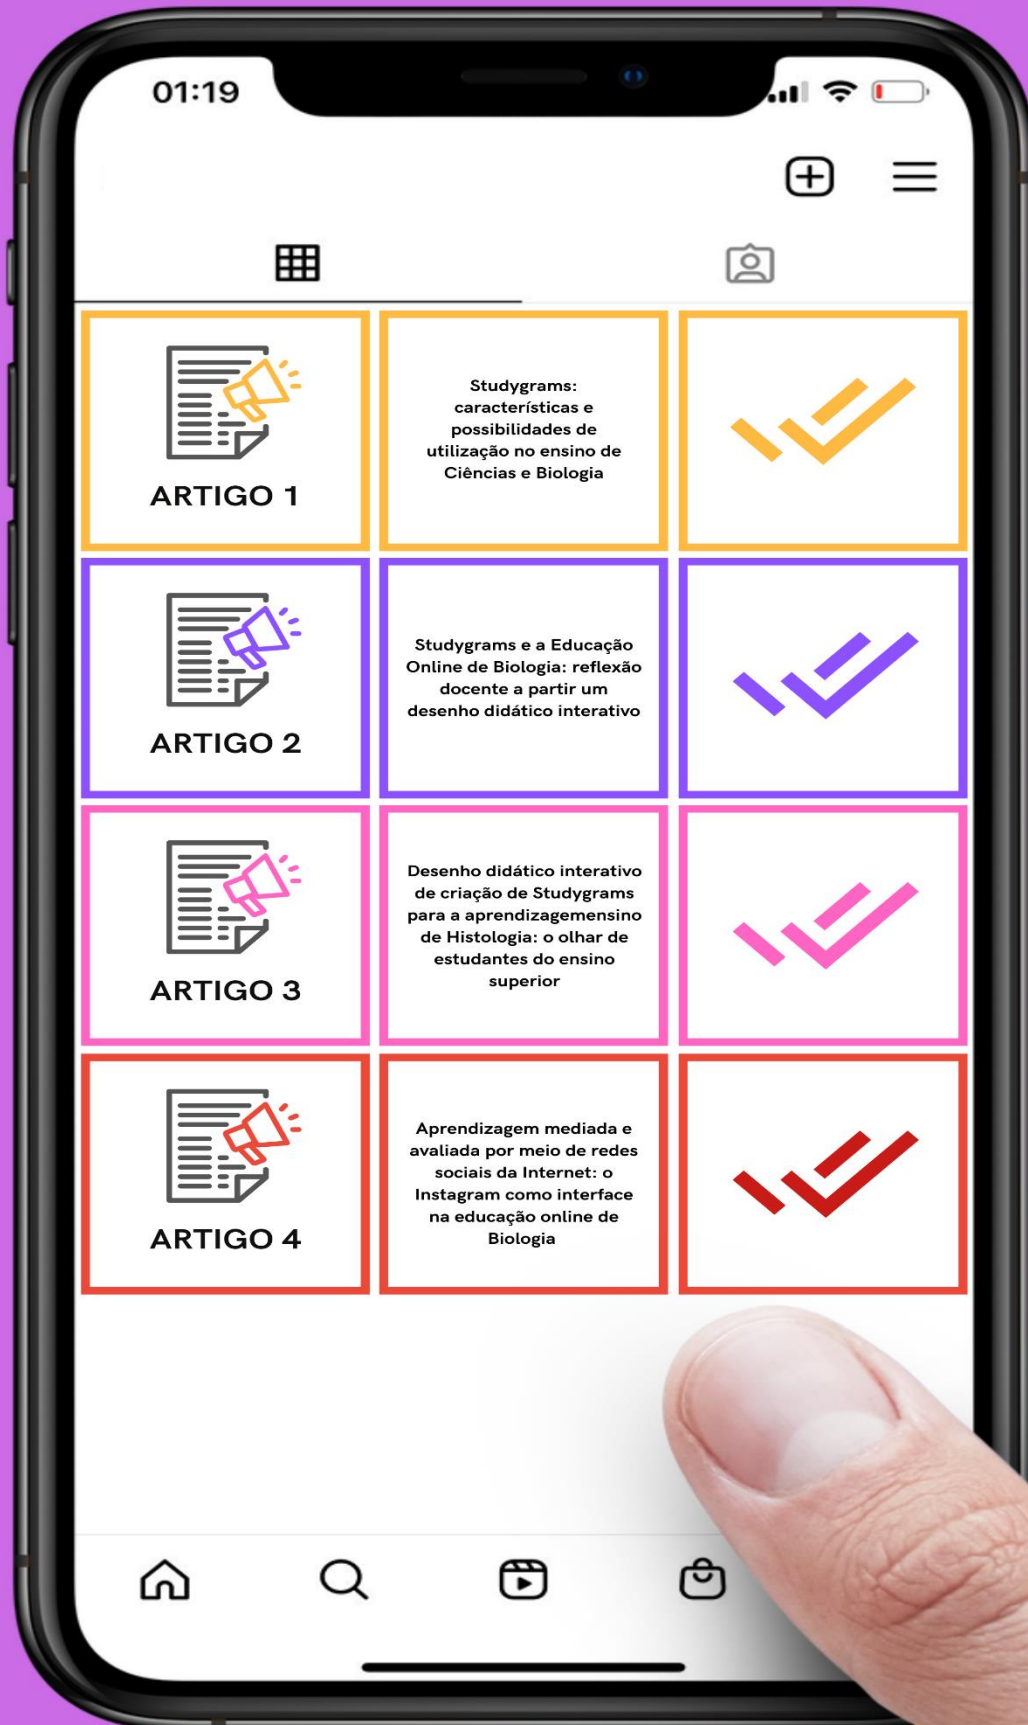 01:19
ARTIGO 1
Studygrams:
características e
possibilidades de
utilização no ensino de
Ciências e Biologia
ARTIGO 2
Studygrams e a Educação
Online de Biologia: reflexão
docente a partir um
desenho didático interativo
ARTIGO 3
Desenho didático interativo
de criação de Studygrams
para a aprendizagemensino
de Histologia: o olhar de
estudantes do ensino
superior
ARTIGO 4
Aprendizagem mediada e
avaliada por meio de redes
sociais da Internet: o
Instagram como interface
na educação online de
Biologia